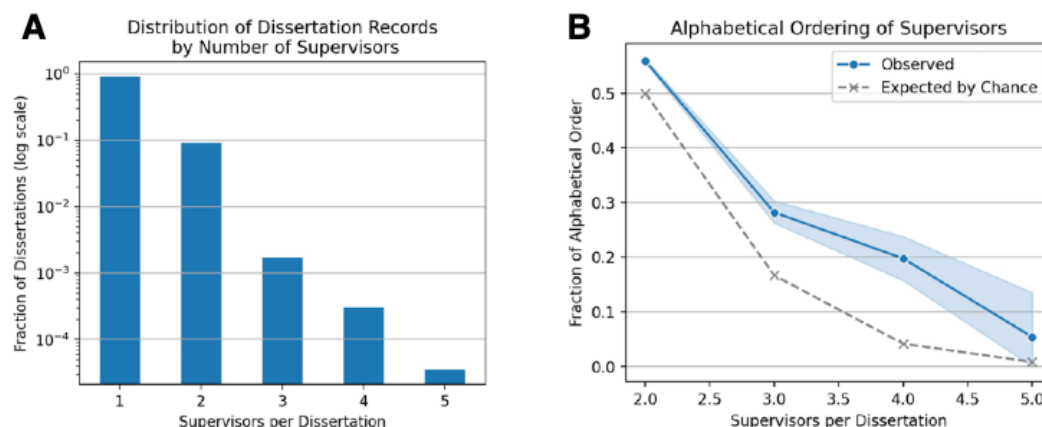 A
Distribution of Dissertation Records
by Number of Supervisors
Fraction of Dissertations (log scale)
10⁰
10⁻¹
10⁻²
10⁻³
10⁻⁴
1 2 3 4 5
Supervisors per Dissertation
B
Alphabetical Ordering of Supervisors
Observed
Expected by Chance
Fraction of Alphabetical Order
0.5
0.4
0.3
0.2
0.1
0.0
2.0 2.5 3.0 3.5 4.0 4.5 5.0
Supervisors per Dissertation